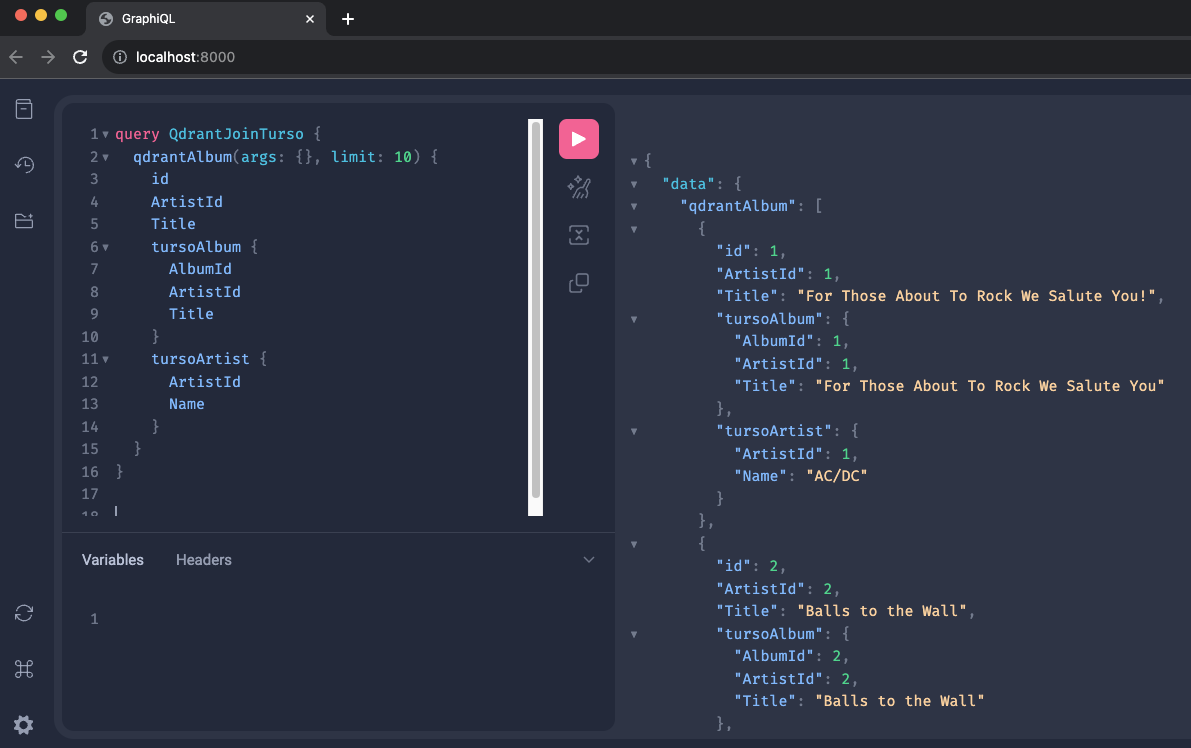 GraphiQL
localhost:8000
1 query QdrantJoinTurso {
2 qdrantAlbum(args: {}, limit: 10) {
3 id
4 ArtistId
5 Title
6 tursoAlbum {
7 AlbumId
8 ArtistId
9 Title
10 }
11 tursoArtist {
12 ArtistId
13 Name
14 }
15 }
16 }
17
18
Variables Headers
1
{
"data": {
"qdrantAlbum": [
{
"id": 1,
"ArtistId": 1,
"Title": "For Those About To Rock We Salute You!",
"tursoAlbum": {
"AlbumId": 1,
"ArtistId": 1,
"Title": "For Those About To Rock We Salute You"
},
"tursoArtist": {
"ArtistId": 1,
"Name": "AC/DC"
}
},
{
"id": 2,
"ArtistId": 2,
"Title": "Balls to the Wall",
"tursoAlbum": {
"AlbumId": 2,
"ArtistId": 2,
"Title": "Balls to the Wall"
},